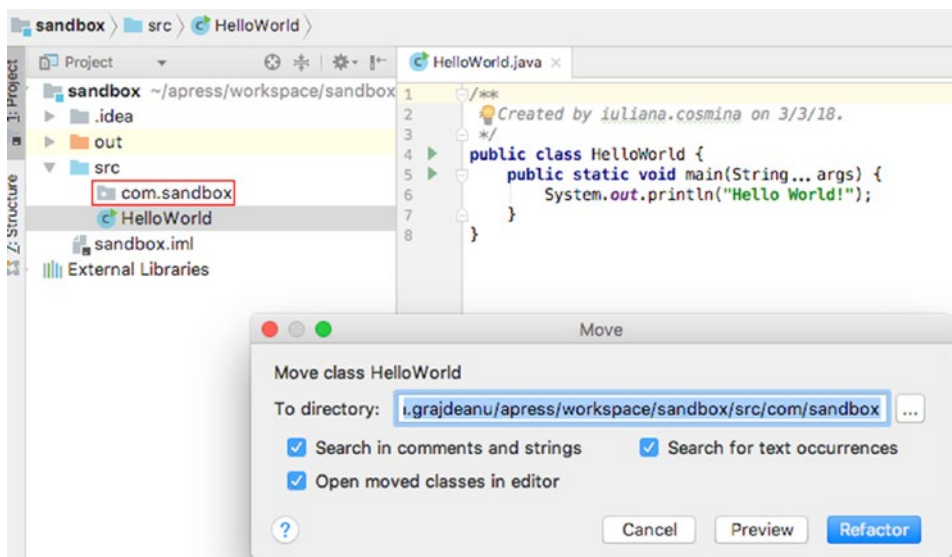 sandbox src HelloWorld
1: Project
Z: Structure
Project
sandbox ~/apress/workspace/sandbox
.idea
out
src
com.sandbox
HelloWorld
sandbox.iml
External Libraries
HelloWorld.java
1 /**
2 Created by iuliana.cosmina on 3/3/18.
3 */
4 public class HelloWorld {
5 public static void main(String... args) {
6 System.out.println("Hello World!");
7 }
8 }
Move
Move class HelloWorld
To directory: .grajdeanu/apress/workspace/sandbox/src/com/sandbox ...
Search in comments and strings Search for text occurrences
Open moved classes in editor
? Cancel Preview Refactor